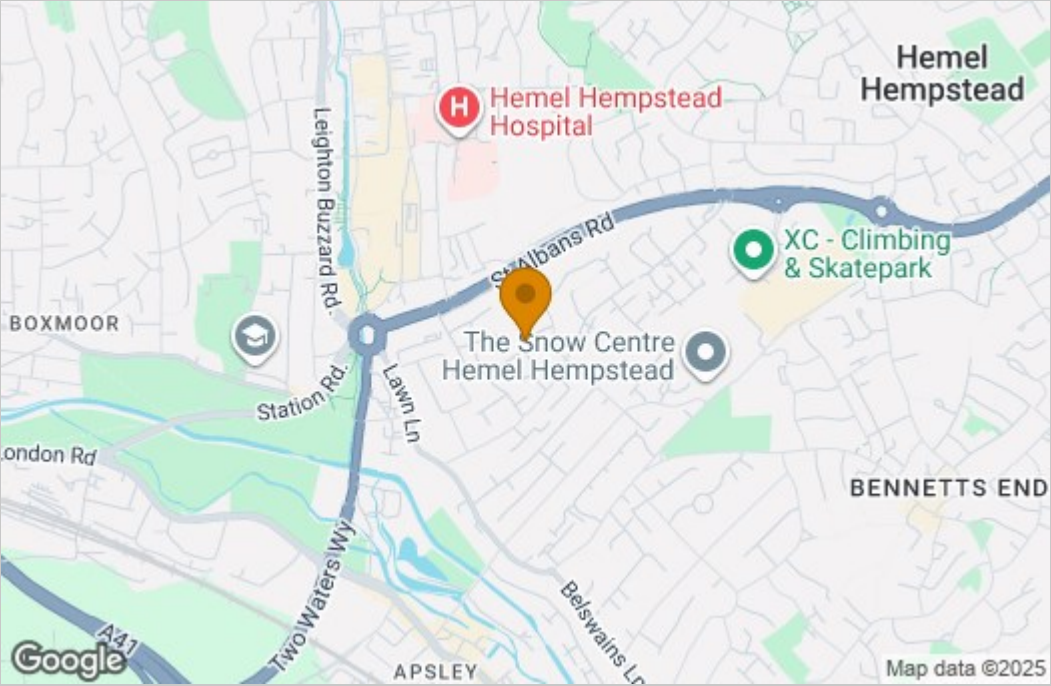 Hemel
Hempstead
Hemel Hempstead
Hospital
Leighton Buzzard Rd.
St Albans Rd
XC - Climbing
& Skatepark
BOXMOOR
The Snow Centre
Hemel Hempstead
Station Rd.
Lawn Ln
London Rd
BENNETTS END
Two Waters Wy
Belswains Ln
A41
APSLEY
Google
Map data ©2025